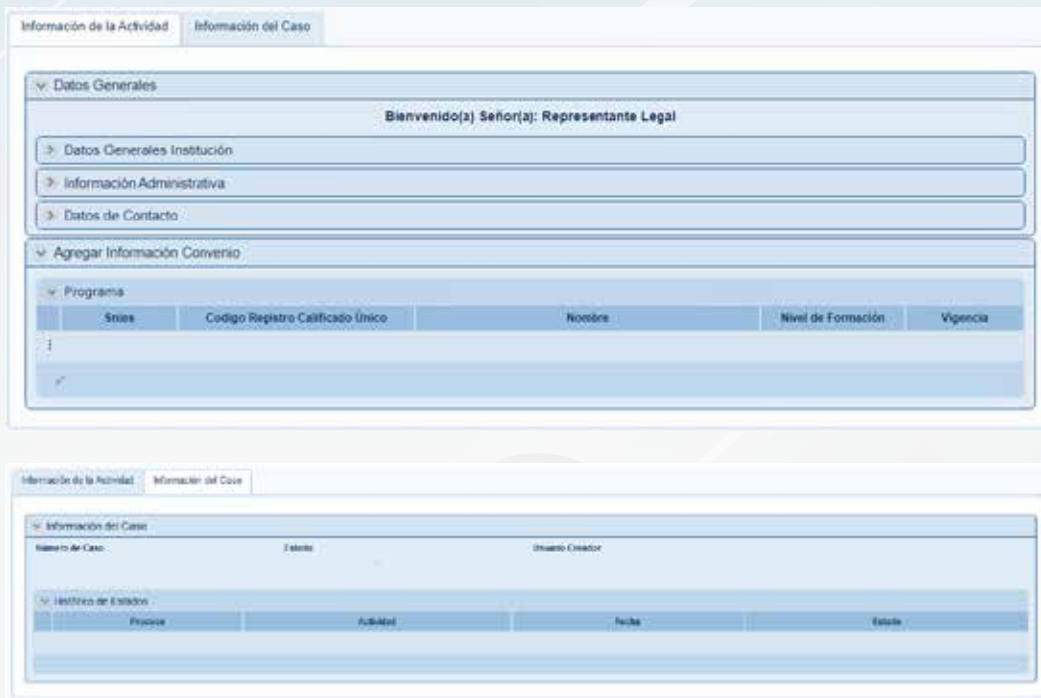 Información de la Actividad Información del Caso
Datos Generales
Bienvenido(a) Señor(a): Representante Legal
Datos Generales Institución
Información Administrativa
Datos de Contacto
Agregar Información Convenio
Programa
Snies Codigo Registro Calificado Único Nombre Nivel de Formación Vigencia
Información de la Actividad Información del Caso
Información del Caso
Número de Caso Estado Usuario Creador
Histórico de Estados
Proceso Actividad Fecha Estado